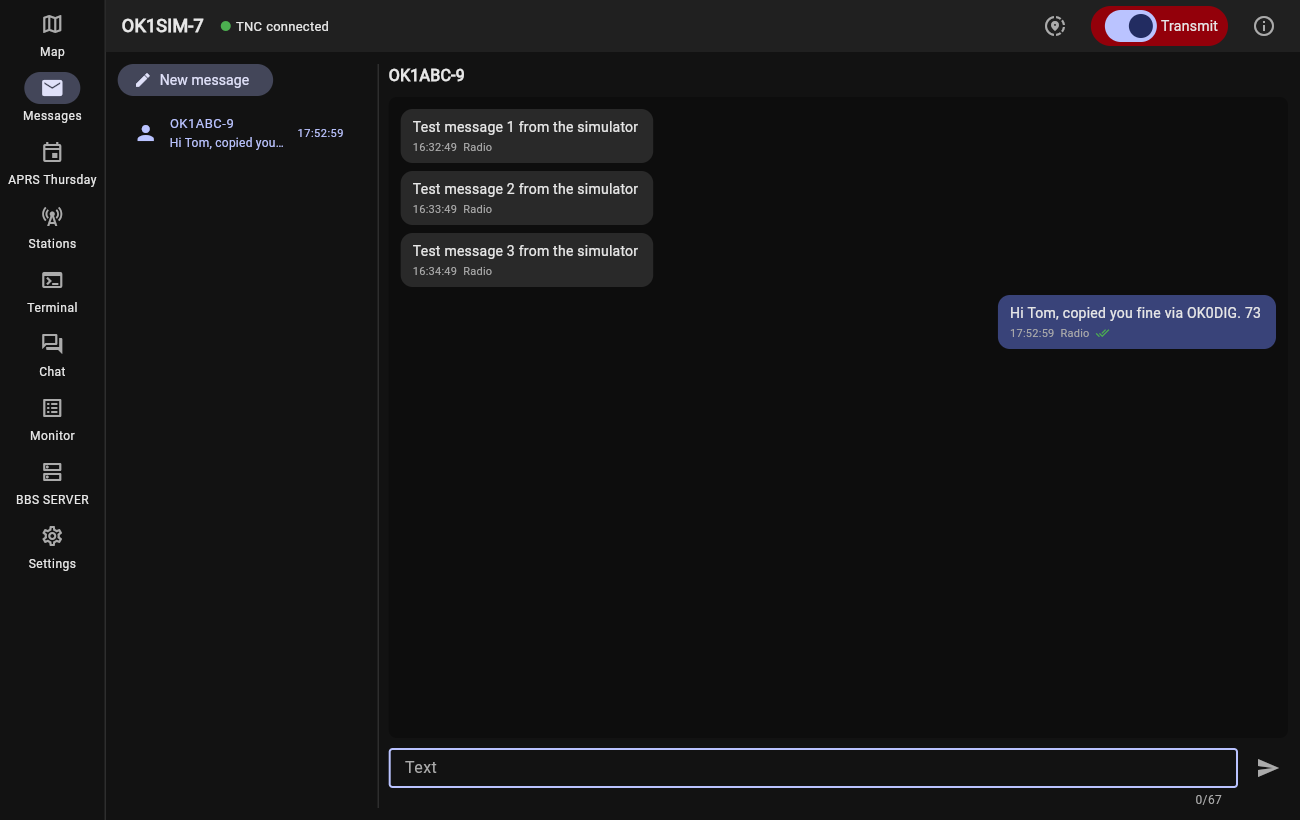 OK1SIM-7
TNC connected
Transmit
Map
Messages
APRS Thursday
Stations
Terminal
Chat
Monitor
BBS SERVER
Settings
New message
OK1ABC-9
Hi Tom, copied you…
17:52:59
OK1ABC-9
Test message 1 from the simulator
16:32:49 Radio
Test message 2 from the simulator
16:33:49 Radio
Test message 3 from the simulator
16:34:49 Radio
Hi Tom, copied you fine via OK0DIG. 73
17:52:59 Radio
Text
0/67